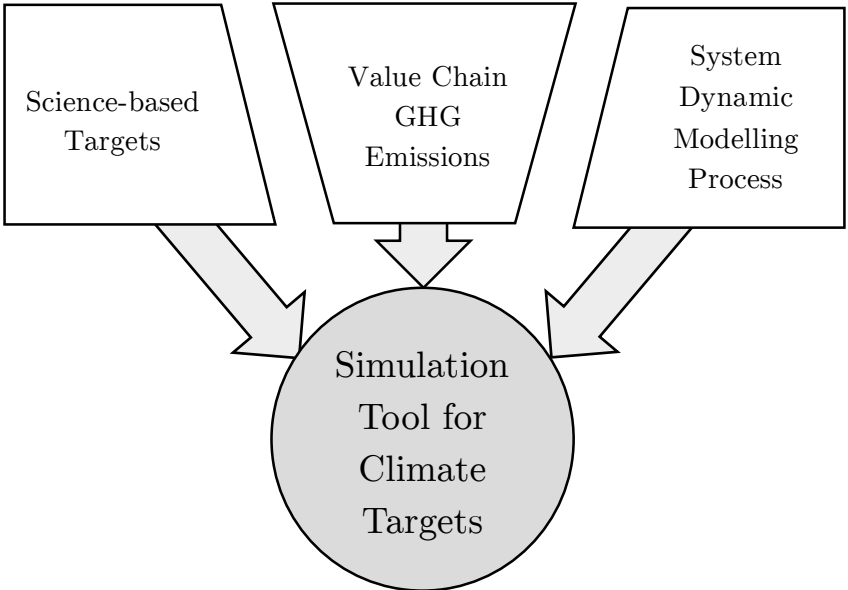 Science-based
Targets
Value Chain
GHG
Emissions
System
Dynamic
Modelling
Process
Simulation
Tool for
Climate
Targets